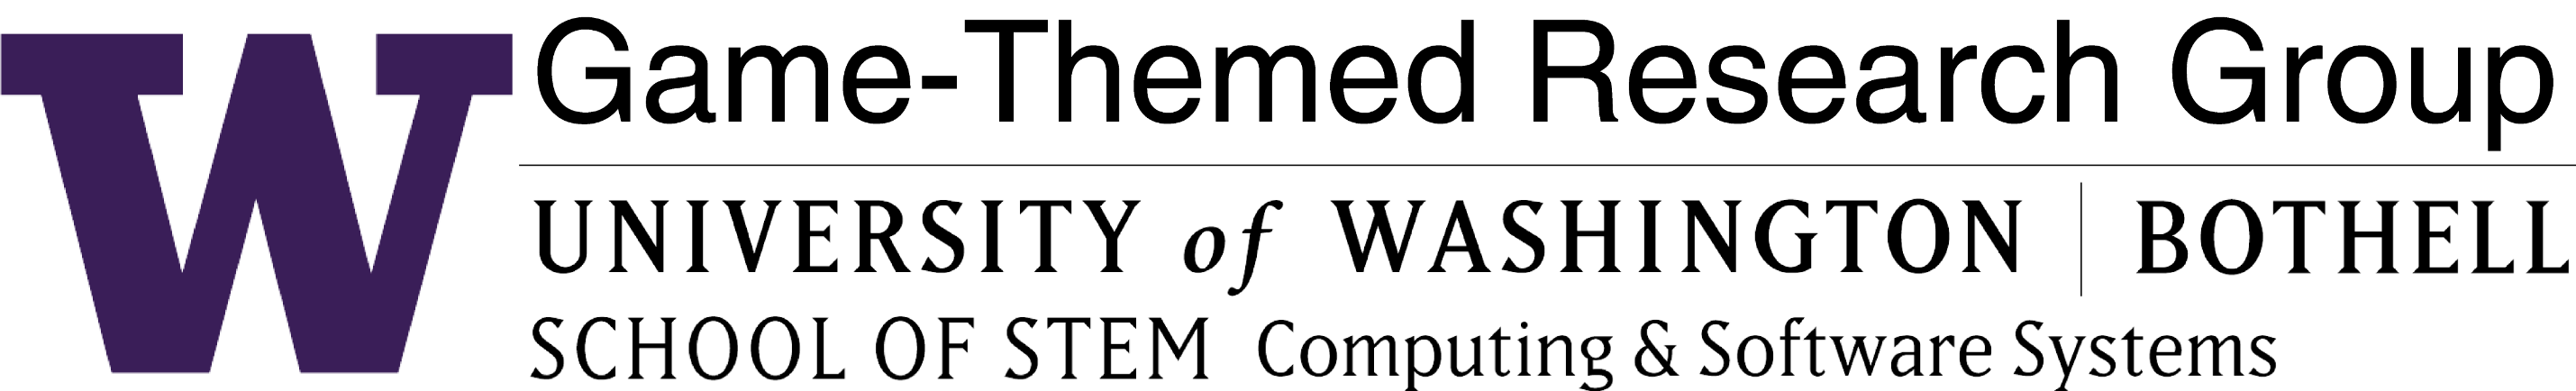 W
Game-Themed Research Group
UNIVERSITY of WASHINGTON | BOTHELL
SCHOOL OF STEM Computing & Software Systems